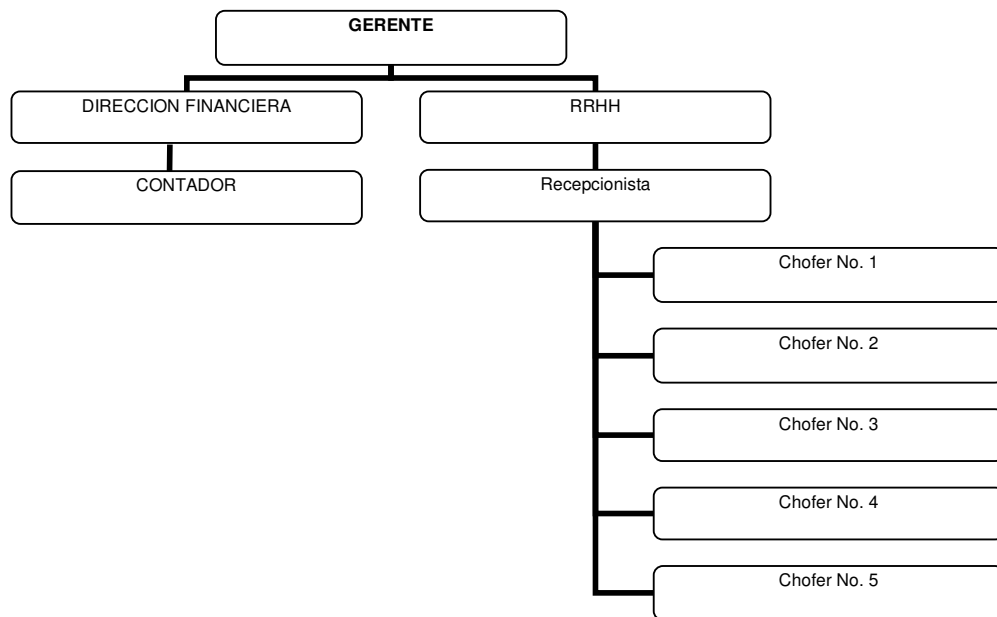 GERENTE
DIRECCION FINANCIERA
RRHH
CONTADOR
Recepcionista
Chofer No. 1
Chofer No. 2
Chofer No. 3
Chofer No. 4
Chofer No. 5